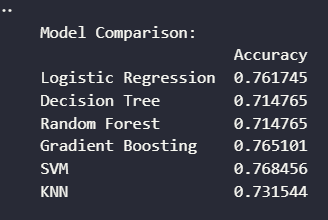 ..
Model Comparison:
Accuracy
Logistic Regression 0.761745
Decision Tree 0.714765
Random Forest 0.714765
Gradient Boosting 0.765101
SVM 0.768456
KNN 0.731544